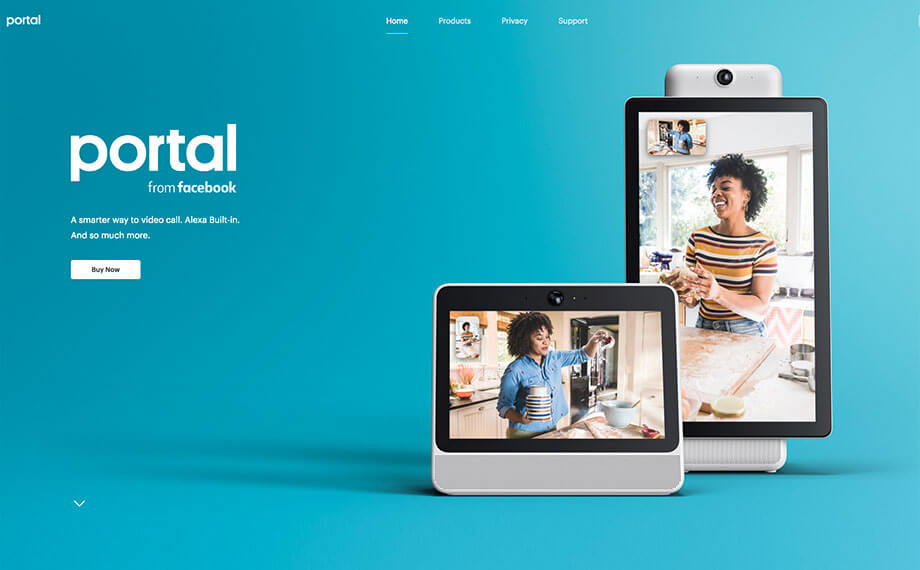 portal
Home Products Privacy Support
portal
from facebook
A smarter way to video call. Alexa Built-in.
And so much more.
Buy Now